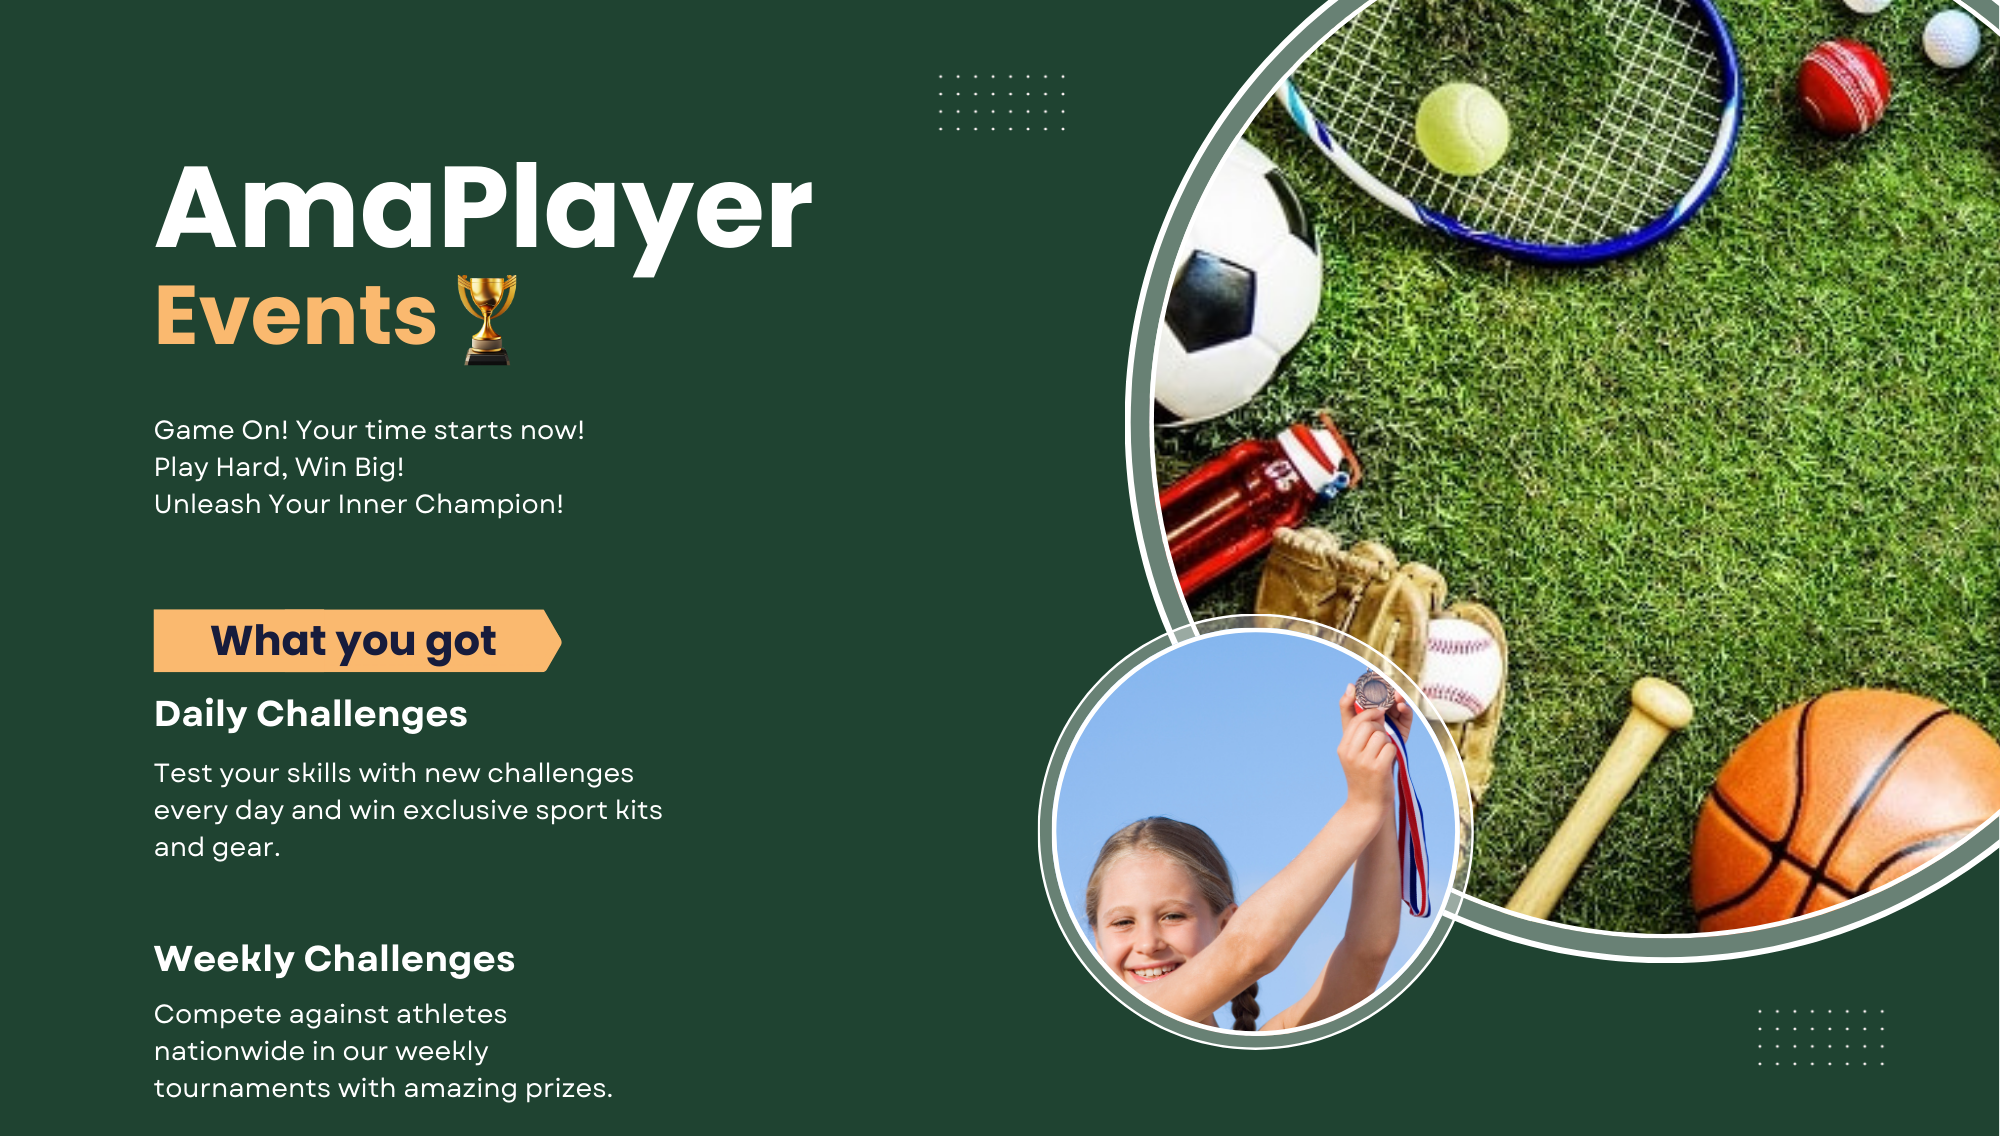 AmaPlayer
Events
Game On! Your time starts now!
Play Hard, Win Big!
Unleash Your Inner Champion!
What you got
Daily Challenges
Test your skills with new challenges
every day and win exclusive sport kits
and gear.
Weekly Challenges
Compete against athletes
nationwide in our weekly
tournaments with amazing prizes.